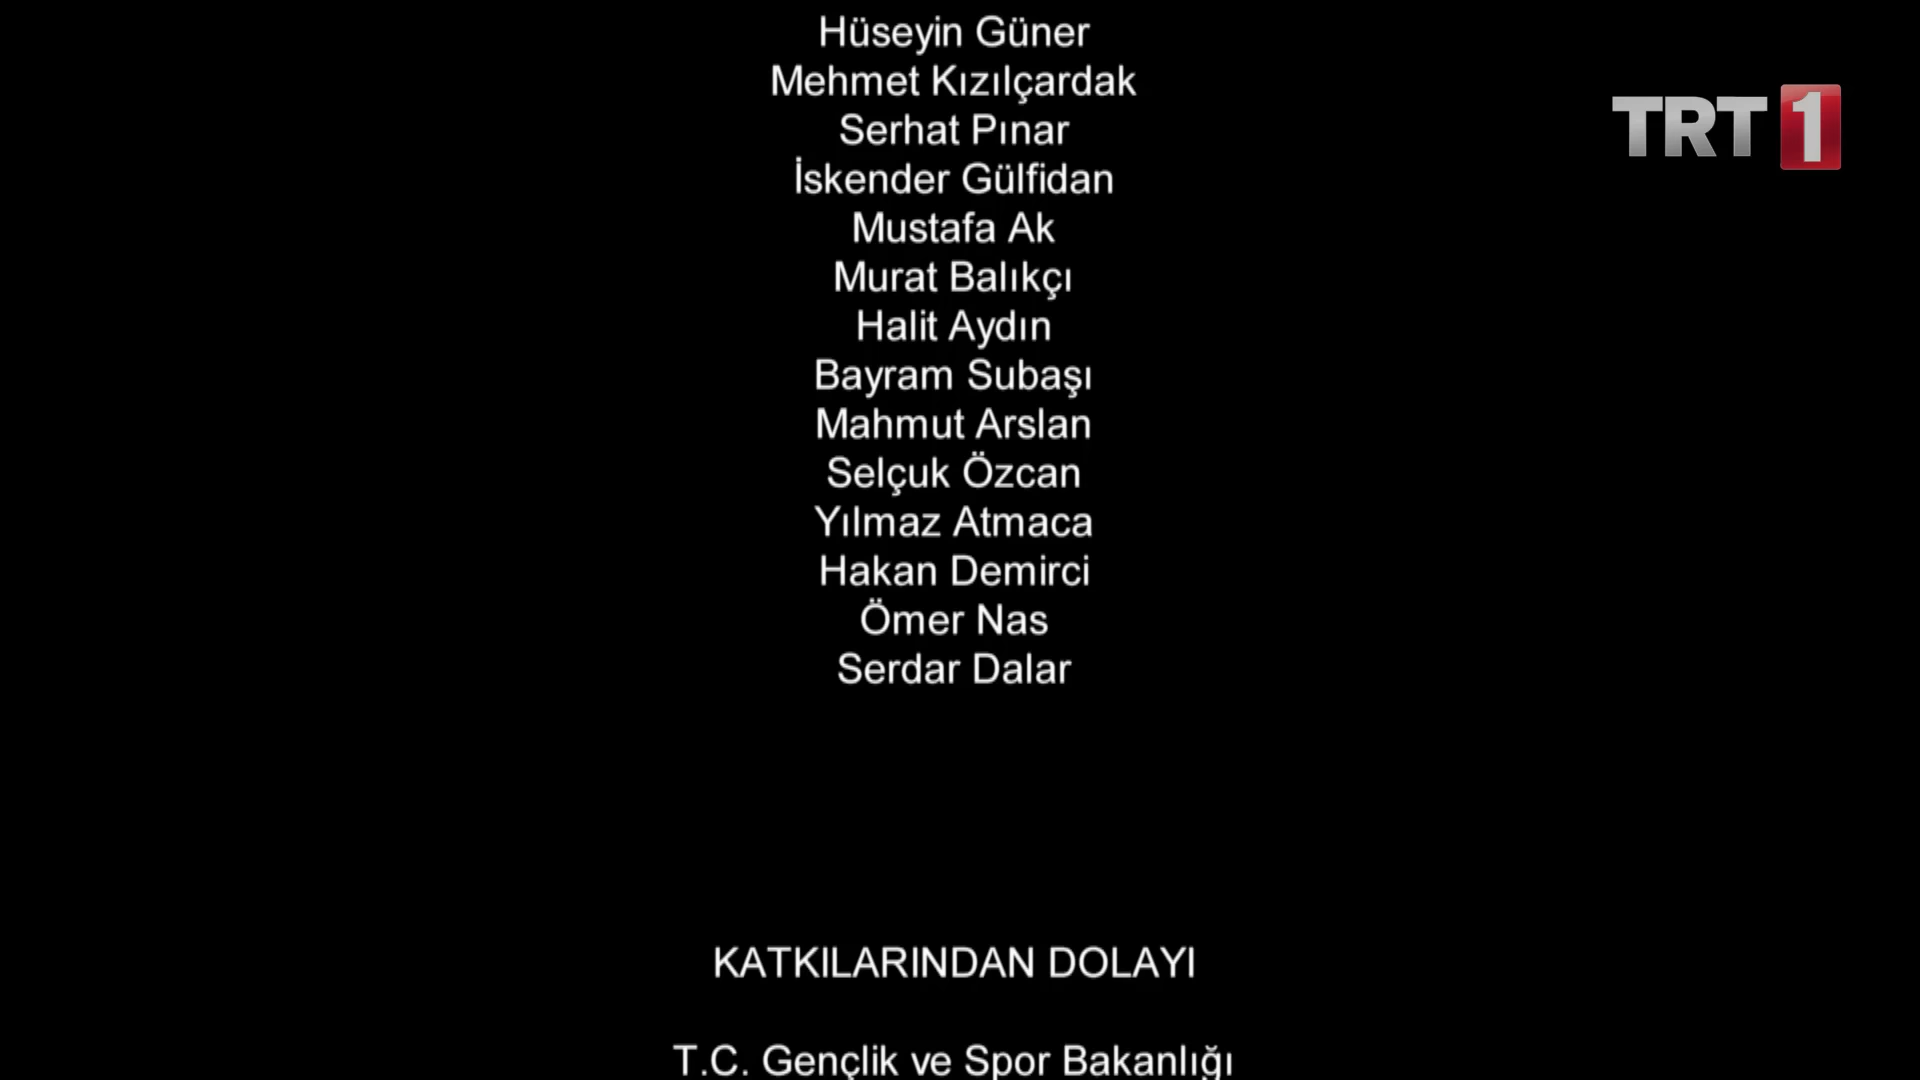 Hüseyin Güner
Mehmet Kızılçardak
TRT 1
Serhat Pınar
İskender Gülfidan
Mustafa Ak
Murat Balıkçı
Halit Aydın
Bayram Subaşı
Mahmut Arslan
Selçuk Özcan
Yılmaz Atmaca
Hakan Demirci
Ömer Nas
Serdar Dalar
KATKILARINDAN DOLAYI
T.C. Gençlik ve Spor Bakanlığı